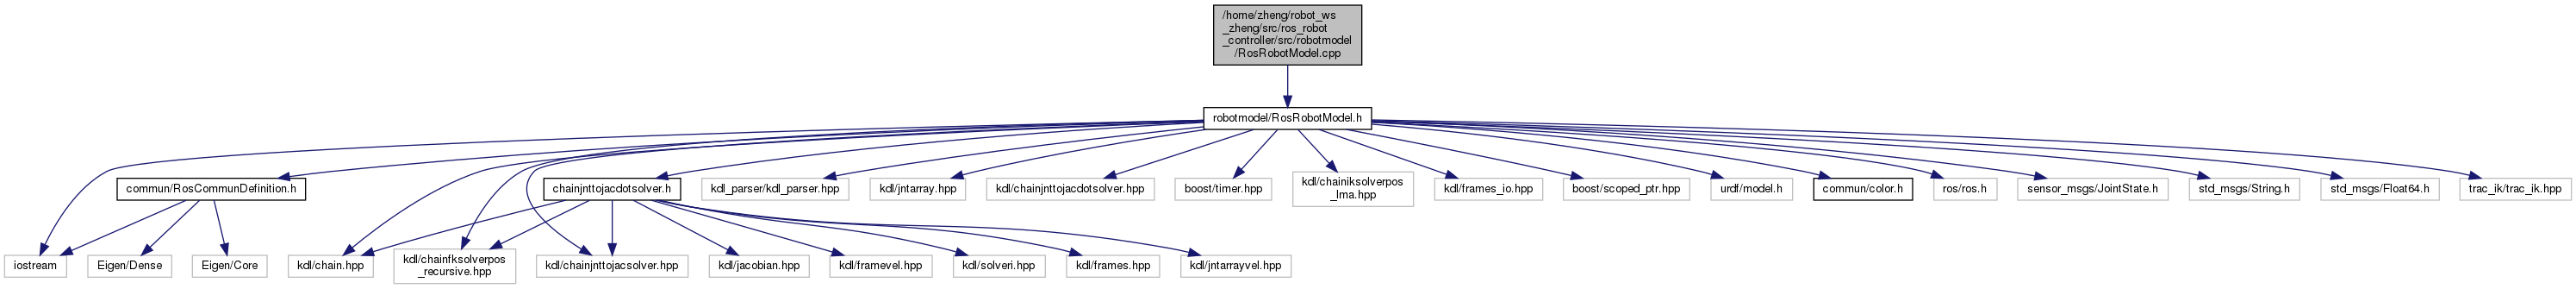 /home/zheng/robot_ws
_zheng/src/ros_robot
_controller/src/robotmodel
/RosRobotModel.cpp
robotmodel/RosRobotModel.h
commun/RosCommunDefinition.h
chainjnttojacdotsolver.h
kdl_parser/kdl_parser.hpp
kdl/jntarray.hpp
kdl/chainjnttojacdotsolver.hpp
boost/timer.hpp
kdl/chainiksolverpos
_lma.hpp
kdl/frames_io.hpp
boost/scoped_ptr.hpp
urdf/model.h
commun/color.h
ros/ros.h
sensor_msgs/JointState.h
std_msgs/String.h
std_msgs/Float64.h
trac_ik/trac_ik.hpp
iostream
Eigen/Dense
Eigen/Core
kdl/chain.hpp
kdl/chainfksolverpos
_recursive.hpp
kdl/chainjnttojacsolver.hpp
kdl/jacobian.hpp
kdl/framevel.hpp
kdl/solveri.hpp
kdl/frames.hpp
kdl/jntarrayvel.hpp